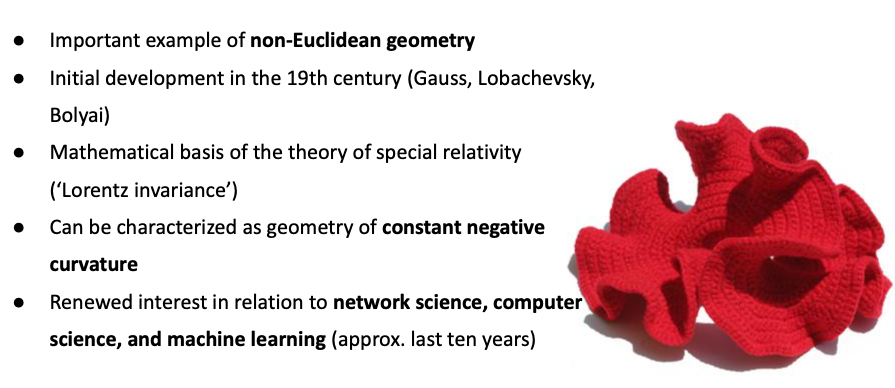 ● Important example of non-Euclidean geometry
● Initial development in the 19th century (Gauss, Lobachevsky,
Bolyai)
● Mathematical basis of the theory of special relativity
(‘Lorentz invariance’)
● Can be characterized as geometry of constant negative
curvature
● Renewed interest in relation to network science, computer
science, and machine learning (approx. last ten years)